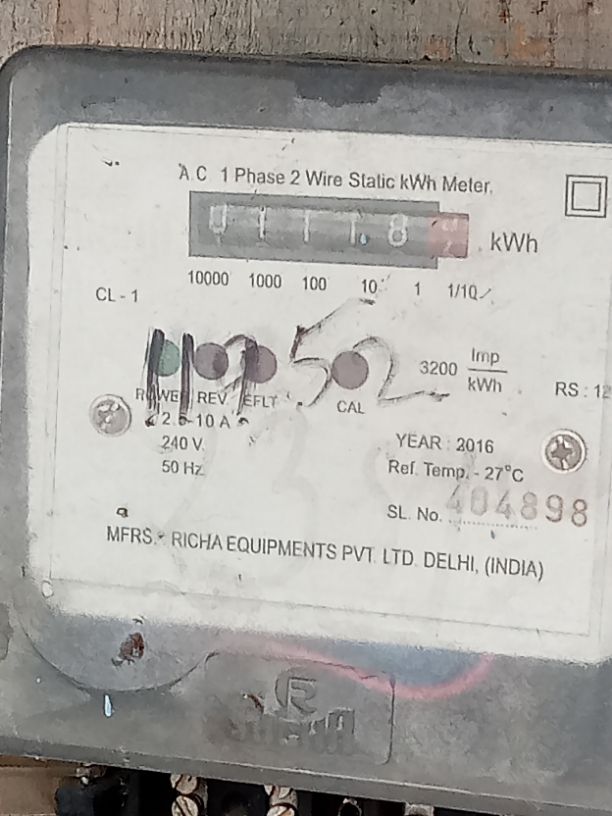 A.C 1 Phase 2 Wire Static kWh Meter.
kWh
10000 1000 100 10 1 1/10
CL - 1
3200 Imp/kWh
RS : 12
POWER REV. EFLT CAL
2.5-10 A
240 V.
50 Hz.
YEAR : 2016
Ref. Temp. - 27°C
SL. No. 404898
MFRS.- RICHA EQUIPMENTS PVT. LTD. DELHI, (INDIA)